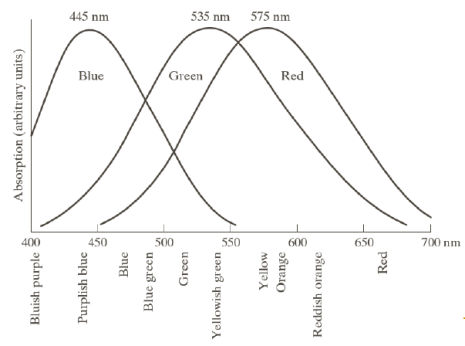 445 nm
535 nm
575 nm
Absorption (arbitrary units)
Blue
Green
Red
400
450
500
550
600
650
700 nm
Bluish purple
Purplish blue
Blue
Blue green
Green
Yellowish green
Yellow
Orange
Reddish orange
Red